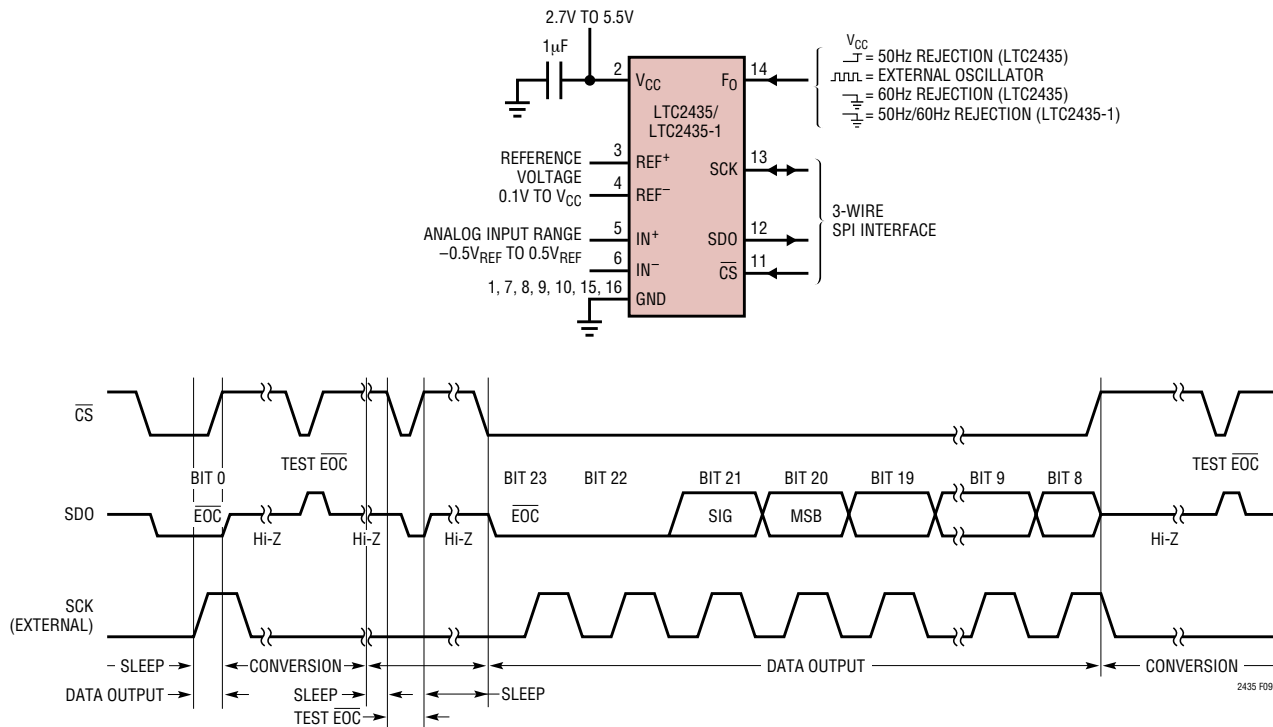 2.7V TO 5.5V
1µF
2
VCC
LTC2435/
LTC2435-1
FO
14
VCC
= 50Hz REJECTION (LTC2435)
= EXTERNAL OSCILLATOR
= 60Hz REJECTION (LTC2435)
= 50Hz/60Hz REJECTION (LTC2435-1)
REFERENCE
VOLTAGE
0.1V TO VCC
3
REF+
4
REF–
SCK
13
ANALOG INPUT RANGE
–0.5VREF TO 0.5VREF
5
IN+
6
IN–
SDO
12
CS
11
3-WIRE
SPI INTERFACE
1, 7, 8, 9, 10, 15, 16
GND
CS
TEST EOC
TEST EOC
BIT 0
BIT 23
BIT 22
BIT 21
BIT 20
BIT 19
BIT 9
BIT 8
SDO
EOC
EOC
SIG
MSB
Hi-Z
Hi-Z
Hi-Z
Hi-Z
SCK
(EXTERNAL)
SLEEP
CONVERSION
DATA OUTPUT
CONVERSION
DATA OUTPUT
SLEEP
SLEEP
TEST EOC
2435 F09